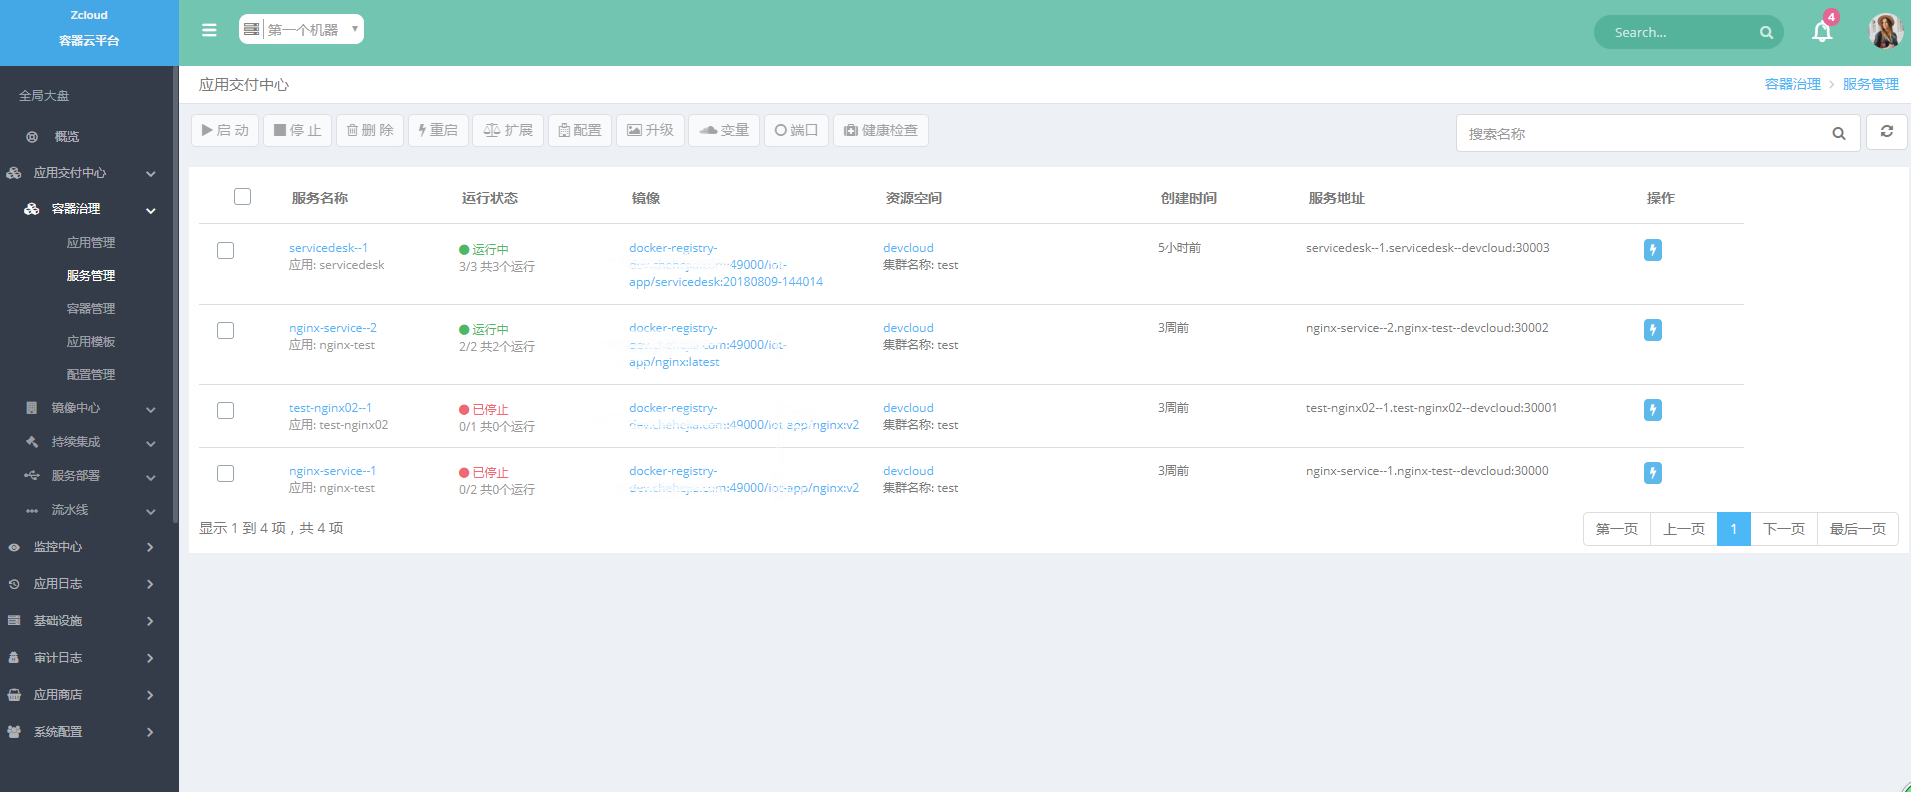 Zcloud
容器云平台
第一个机器
Search...
4
全局大盘
概览
应用交付中心
容器治理
应用管理
服务管理
容器管理
应用模板
配置管理
镜像中心
持续集成
服务部署
流水线
监控中心
应用日志
基础设施
审计日志
应用商店
系统配置
应用交付中心
容器治理 > 服务管理
启 动 停 止 删 除 重启 扩展 配置 升级 变量 端口 健康检查
搜索名称
服务名称 运行状态 镜像 资源空间 创建时间 服务地址 操作
servicedesk--1 运行中 docker-registry- devcloud 5小时前 servicedesk--1.servicedesk--devcloud:30003
应用: servicedesk 3/3 共3个运行 :49000/iot- 集群名称: test
app/servicedesk:20180809-144014
nginx-service--2 运行中 docker-registry- devcloud 3周前 nginx-service--2.nginx-test--devcloud:30002
应用: nginx-test 2/2 共2个运行 :49000/iot- 集群名称: test
app/nginx:latest
test-nginx02--1 已停止 docker-registry- devcloud 3周前 test-nginx02--1.test-nginx02--devcloud:30001
应用: test-nginx02 0/1 共0个运行 :49000/iot-app/nginx:v2 集群名称: test
nginx-service--1 已停止 docker-registry- devcloud 3周前 nginx-service--1.nginx-test--devcloud:30000
应用: nginx-test 0/2 共0个运行 :49000/iot-app/nginx:v2 集群名称: test
显示 1 到 4 项，共 4 项
第一页 上一页 1 下一页 最后一页